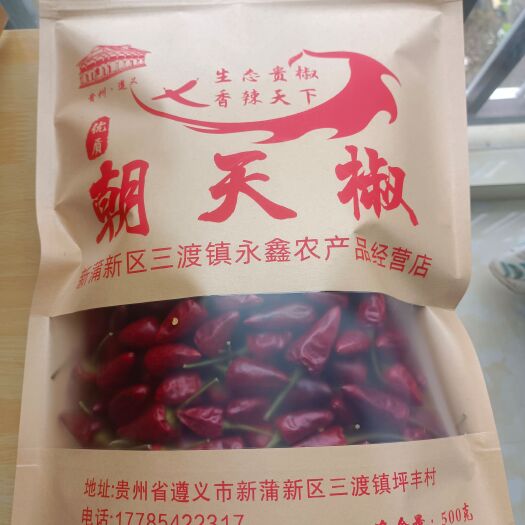 贵州·遵义
生态贵椒
香辣天下
优质
朝天椒
新蒲新区三渡镇永鑫农产品经营店
地址:贵州省遵义市新蒲新区三渡镇坪丰村
电话:17785422317
量:500克